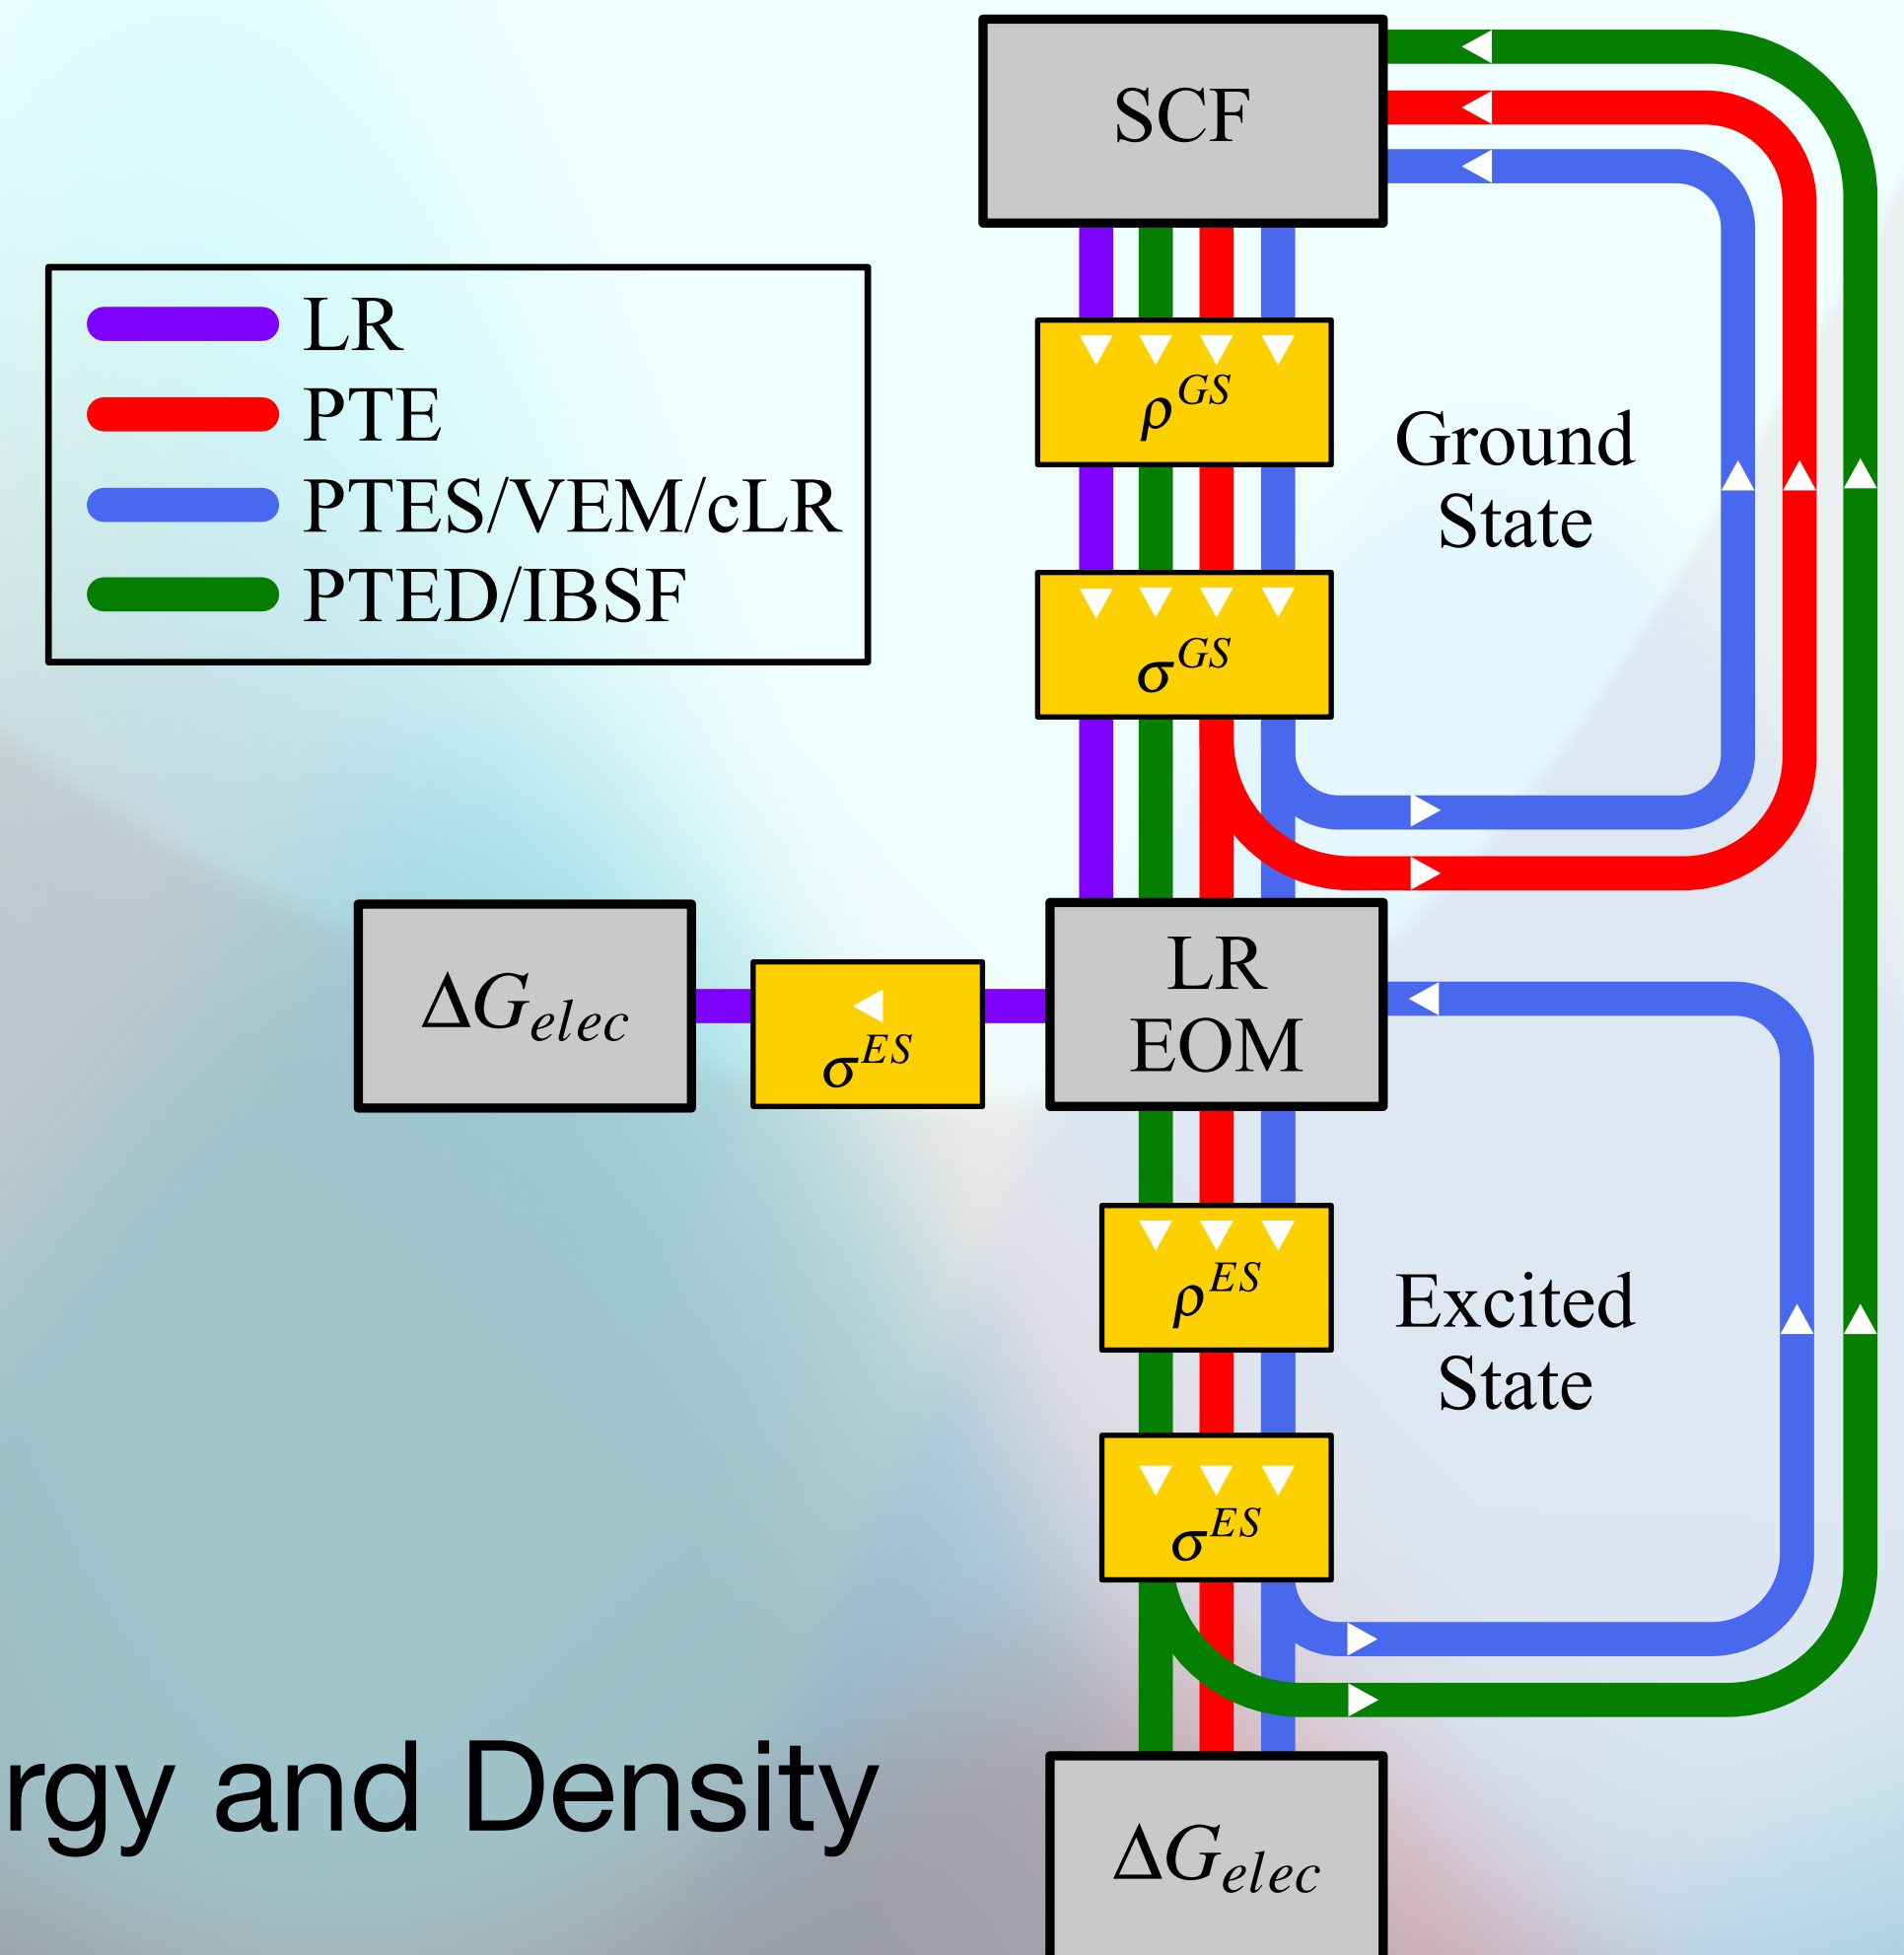 SCF
LR
PTE
PTES/VEM/cLR
PTED/IBSF
ρ^GS
Ground
State
σ^GS
ΔG_elec
σ^ES
LR
EOM
ρ^ES
Excited
State
σ^ES
rgy and Density
ΔG_elec